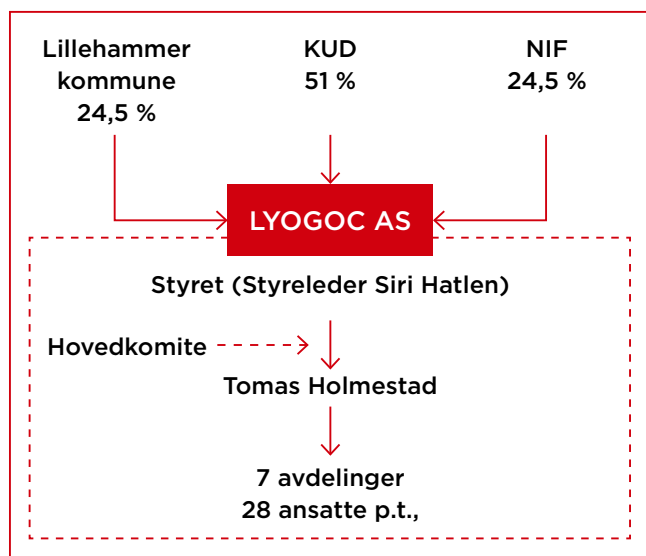 Lillehammer
kommune
24,5 %
KUD
51 %
NIF
24,5 %
LYOGOC AS
Styret (Styreleder Siri Hatlen)
Hovedkomite
Tomas Holmestad
7 avdelinger
28 ansatte p.t.,